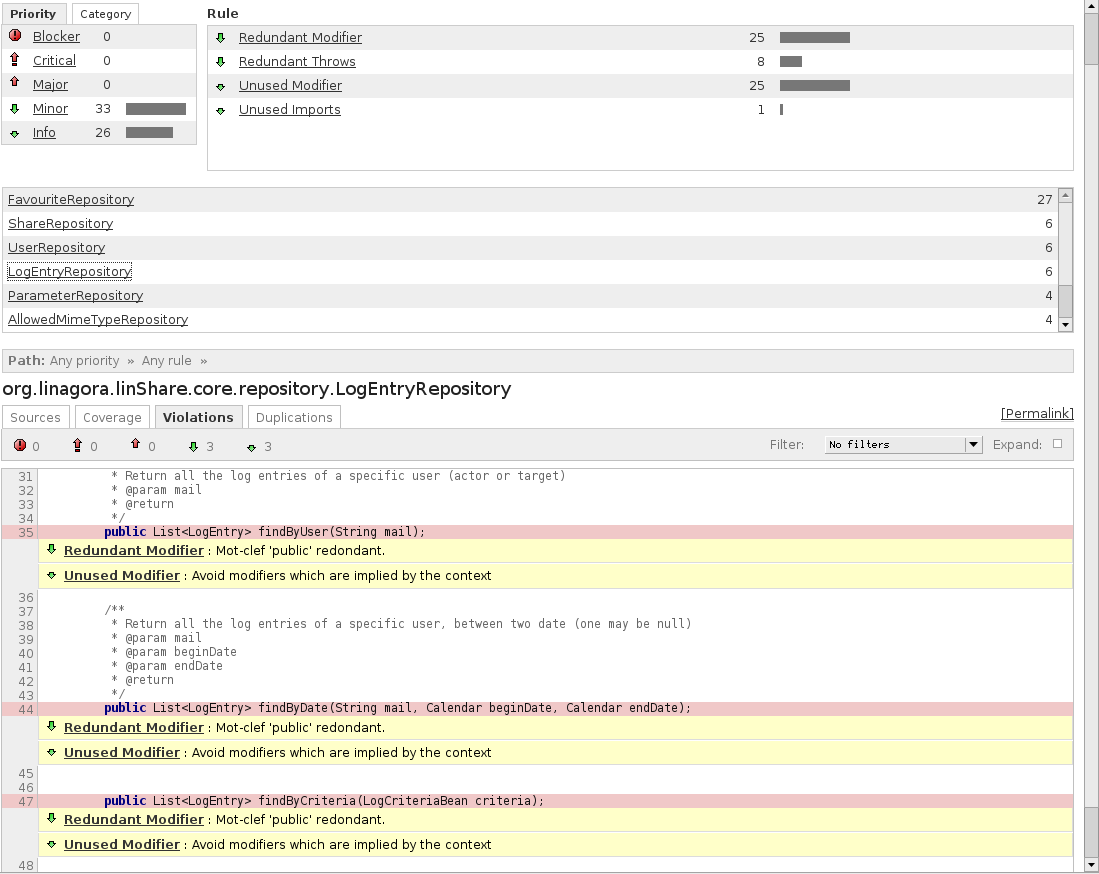 Priority Category
Blocker 0
Critical 0
Major 0
Minor 33
Info 26
Rule
Redundant Modifier 25
Redundant Throws 8
Unused Modifier 25
Unused Imports 1
FavouriteRepository 27
ShareRepository 6
UserRepository 6
LogEntryRepository 6
ParameterRepository 4
AllowedMimeTypeRepository 4
Path: Any priority » Any rule »
org.linagora.linShare.core.repository.LogEntryRepository
Sources Coverage Violations Duplications [Permalink]
0 0 0 3 3 Filter: No filters Expand:
31 * Return all the log entries of a specific user (actor or target)
32 * @param mail
33 * @return
34 */
35 public List<LogEntry> findByUser(String mail);
Redundant Modifier : Mot-clef 'public' redondant.
Unused Modifier : Avoid modifiers which are implied by the context
36
37 /**
38 * Return all the log entries of a specific user, between two date (one may be null)
39 * @param mail
40 * @param beginDate
41 * @param endDate
42 * @return
43 */
44 public List<LogEntry> findByDate(String mail, Calendar beginDate, Calendar endDate);
Redundant Modifier : Mot-clef 'public' redondant.
Unused Modifier : Avoid modifiers which are implied by the context
45
46
47 public List<LogEntry> findByCriteria(LogCriteriaBean criteria);
Redundant Modifier : Mot-clef 'public' redondant.
Unused Modifier : Avoid modifiers which are implied by the context
48